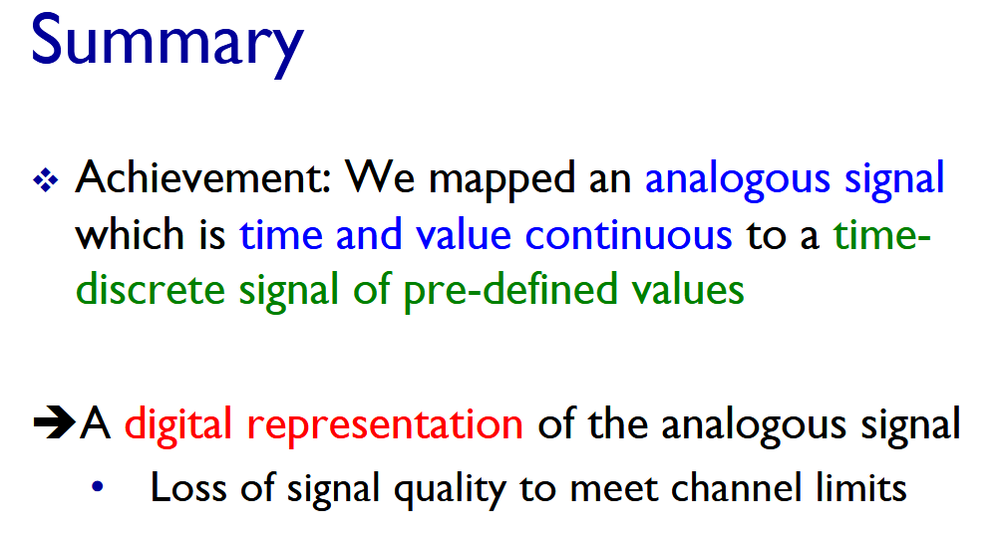 Summary
❖ Achievement: We mapped an analogous signal
which is time and value continuous to a time-
discrete signal of pre-defined values
➔A digital representation of the analogous signal
• Loss of signal quality to meet channel limits